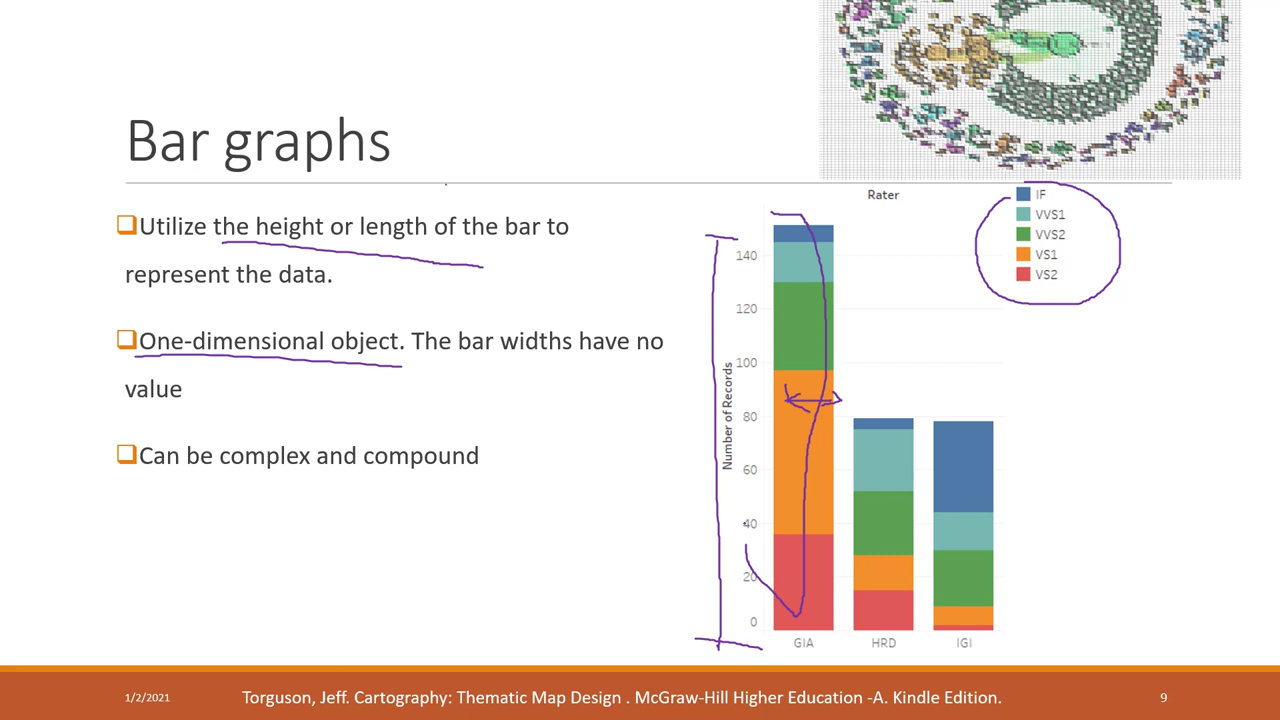 Bar graphs
Utilize the height or length of the bar to
represent the data.
One-dimensional object. The bar widths have no
value
Can be complex and compound
Rater
IF
VVS1
VVS2
VS1
VS2
Number of Records
140
120
100
80
60
40
20
0
GIA HRD IGI
1/2/2021 Torguson, Jeff. Cartography: Thematic Map Design . McGraw-Hill Higher Education -A. Kindle Edition. 9